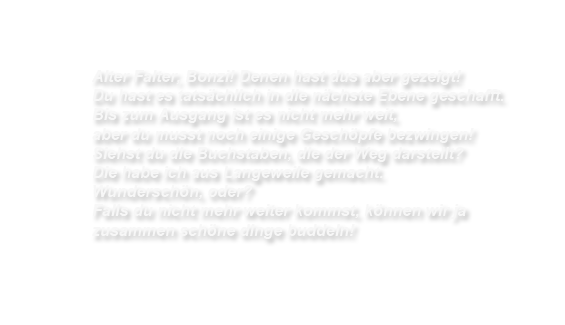 Alter Falter, Bonzi! Denen hast dus aber gezeigt!
Du hast es tatsächlich in die nächste Ebene geschafft.
Bis zum Ausgang ist es nicht mehr weit,
aber du musst noch einige Geschöpfe bezwingen!
Siehst du die Buchstaben, die der Weg darstellt?
Die habe ich aus Langeweile gemacht.
Wunderschön, oder?
Falls du nicht mehr weiter kommst, können wir ja
zusammen schöne dinge buddeln!